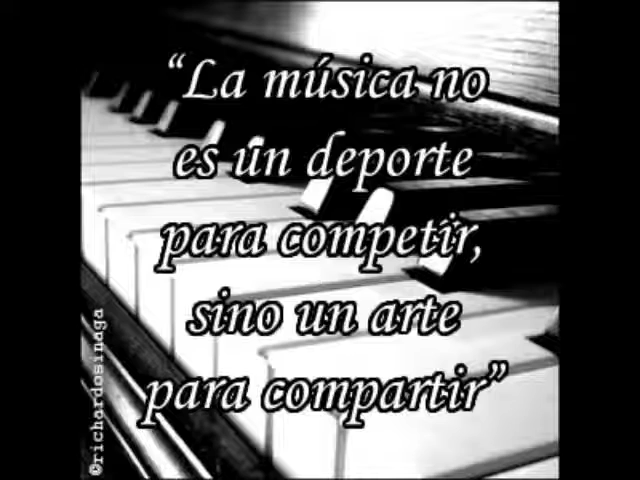 “La música no
es un deporte
para competir,
sino un arte
para compartir”
©richardosinaga